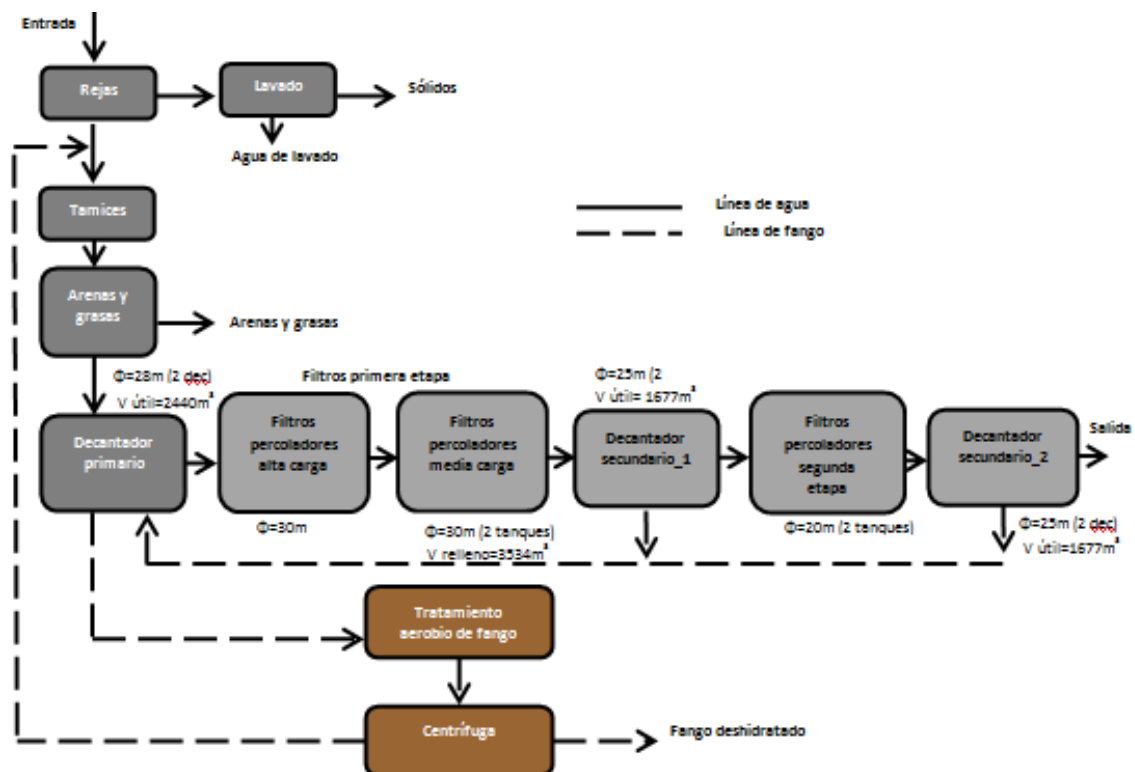 Entrada
Rejas
Lavado
Sólidos
Agua de lavado
Tamices
Línea de agua
Línea de fango
Arenas y
grasas
Arenas y grasas
Φ=28m (2 dec)
V útil=2440m³
Filtros primera etapa
Φ=25m (2
V útil= 1677m³
Decantador
primario
Filtros
percoladores
alta carga
Filtros
percoladores
media carga
Decantador
secundario_1
Filtros
percoladores
segunda
etapa
Decantador
secundario_2
Salida
Φ=30m
Φ=30m (2 tanques)
V relleno=3534m³
Φ=20m (2 tanques)
Φ=25m (2 dec)
V útil=1677m³
Tratamiento
aerobio de fango
Centrífuga
Fango deshidratado